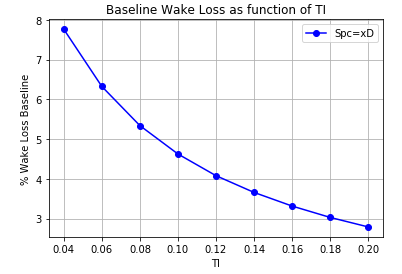 Baseline Wake Loss as function of TI
Spc=xD
% Wake Loss Baseline
8
7
6
5
4
3
0.04 0.06 0.08 0.10 0.12 0.14 0.16 0.18 0.20
TI